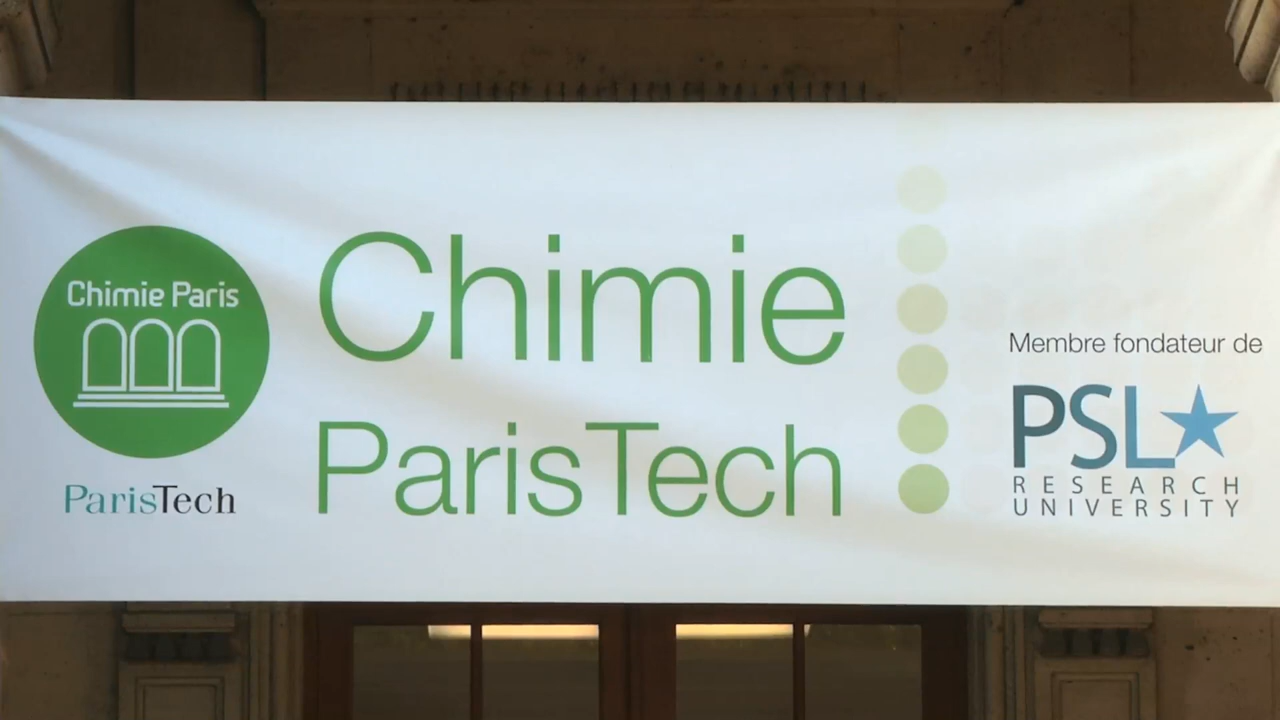 Chimie Paris
ParisTech
Chimie
ParisTech
Membre fondateur de
PSL
RESEARCH
UNIVERSITY